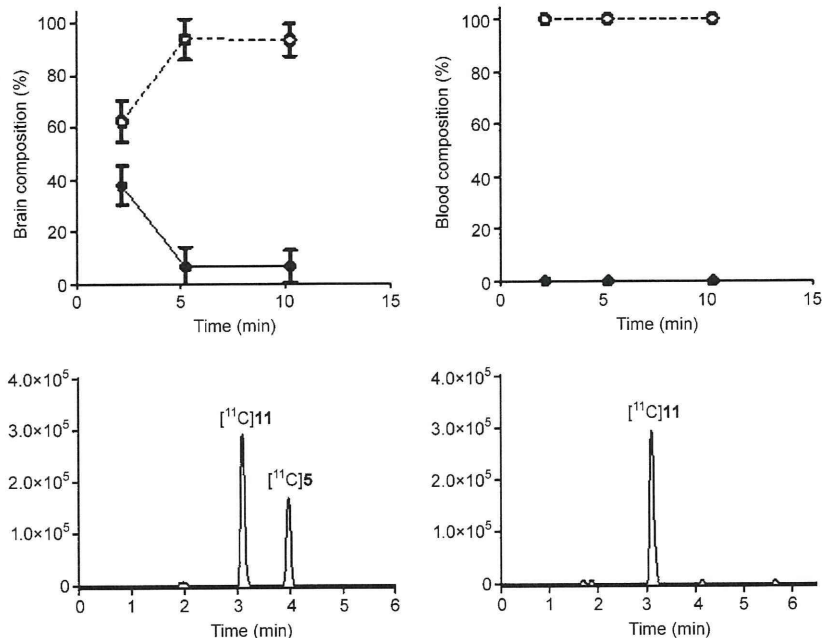 Brain composition (%)
100
80
60
40
20
0
0 5 10 15
Time (min)
Blood composition (%)
100
80
60
40
20
0
0 5 10 15
Time (min)
4.0×10⁵
3.0×10⁵
2.0×10⁵
1.0×10⁵
0
[¹¹C]11
[¹¹C]5
0 1 2 3 4 5 6
Time (min)
4.0×10⁵
3.0×10⁵
2.0×10⁵
1.0×10⁵
0
[¹¹C]11
0 1 2 3 4 5 6
Time (min)